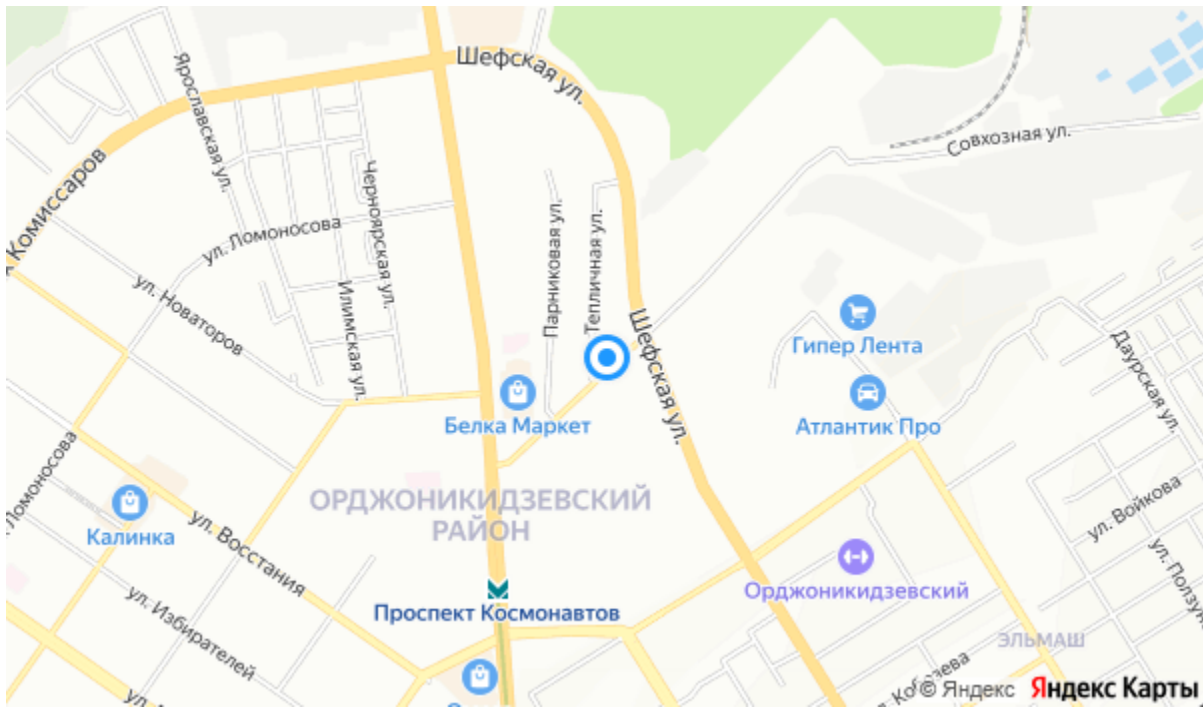 Шефская ул.
Ярославская ул.
Совхозная ул.
Комиссаров
Черноярская ул.
ул. Ломоносова
Парниковая ул.
Тепличная ул.
ул. Новаторов
Илимская ул.
Шефская ул.
Гипер Лента
Даурская ул.
Белка Маркет
Атлантик Про
Ломоносова
ОРДЖОНИКИДЗЕВСКИЙ
РАЙОН
Калинка
ул. Восстания
ул. Войкова
ул. Избирателей
Орджоникидзевский
Проспект Космонавтов
ЭЛЬМАШ
© Яндекс Яндекс Карты